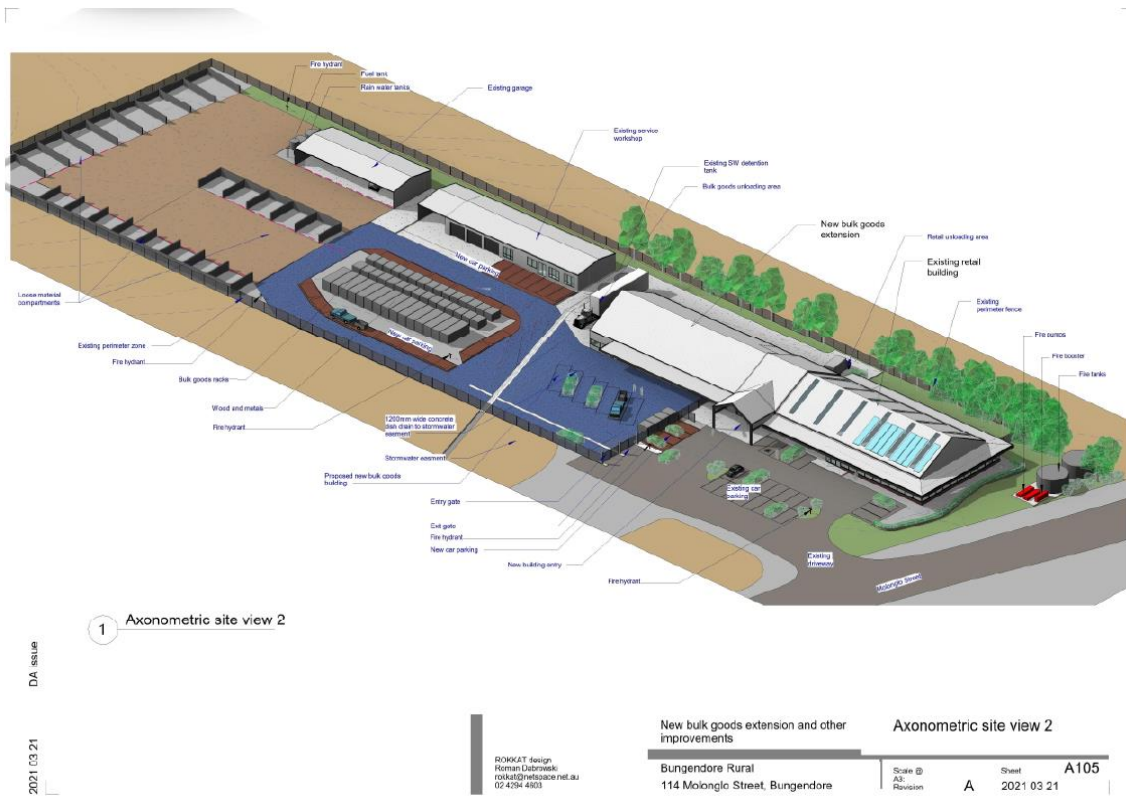 Fire hydrant
Fuel tank
Rain water tanks
Existing garage
Existing service
workshop
Existing SW detention
tank
Bulk goods unloading area
New bulk goods
extension
Retail unloading area
Existing retail
building
Existing
perimeter fence
Fire pumps
Fire booster
Fire tanks
New car parking
New car parking
Loose material
compartments
Existing perimeter zone
Fire hydrant
Bulk goods racks
Wood and metals
Fire hydrant
1200mm wide concrete
dish drain to stormwater
easment
Stormwater easment
Proposed new bulk goods
building
Entry gate
Exit gate
Fire hydrant
New car parking
New building entry
Fire hydrant
Existing car
parking
Existing
driveway
Molonglo Street
1 Axonometric site view 2
DA issue
2021 03 21
ROKKAT design
Roman Dabrowski
rokkat@netspace.net.au
02 4294 4603
New bulk goods extension and other
improvements
Bungendore Rural
114 Molonglo Street, Bungendore
Axonometric site view 2
Scale @
A3:
Revision A
Sheet A105
2021 03 21